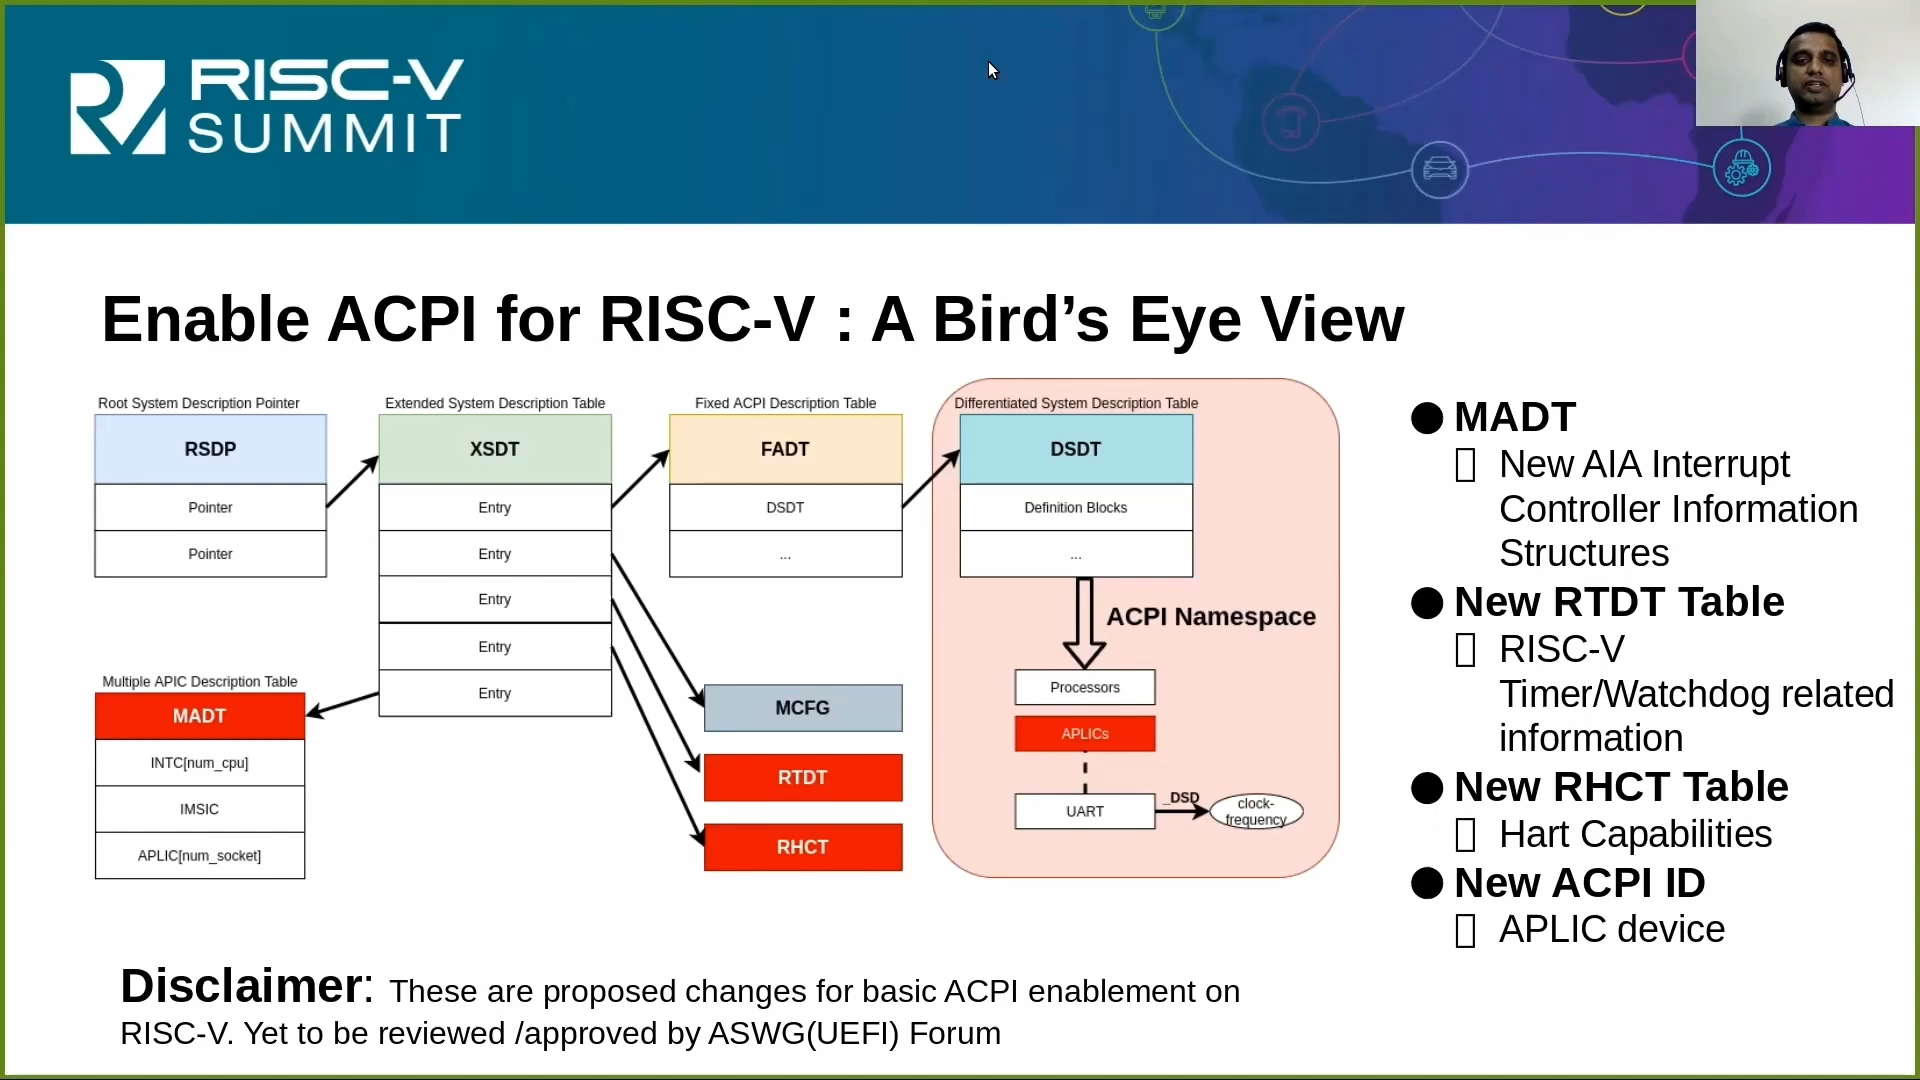 RISC-V
SUMMIT
Enable ACPI for RISC-V : A Bird’s Eye View
Root System Description Pointer
RSDP
Pointer
Pointer
Extended System Description Table
XSDT
Entry
Entry
Entry
Entry
Entry
Fixed ACPI Description Table
FADT
DSDT
...
Differentiated System Description Table
DSDT
Definition Blocks
...
ACPI Namespace
Processors
APLICs
UART
_DSD
clock-
frequency
Multiple APIC Description Table
MADT
INTC[num_cpu]
IMSIC
APLIC[num_socket]
MCFG
RTDT
RHCT
● MADT
New AIA Interrupt
Controller Information
Structures
● New RTDT Table
RISC-V
Timer/Watchdog related
information
● New RHCT Table
Hart Capabilities
● New ACPI ID
APLIC device
Disclaimer: These are proposed changes for basic ACPI enablement on
RISC-V. Yet to be reviewed /approved by ASWG(UEFI) Forum